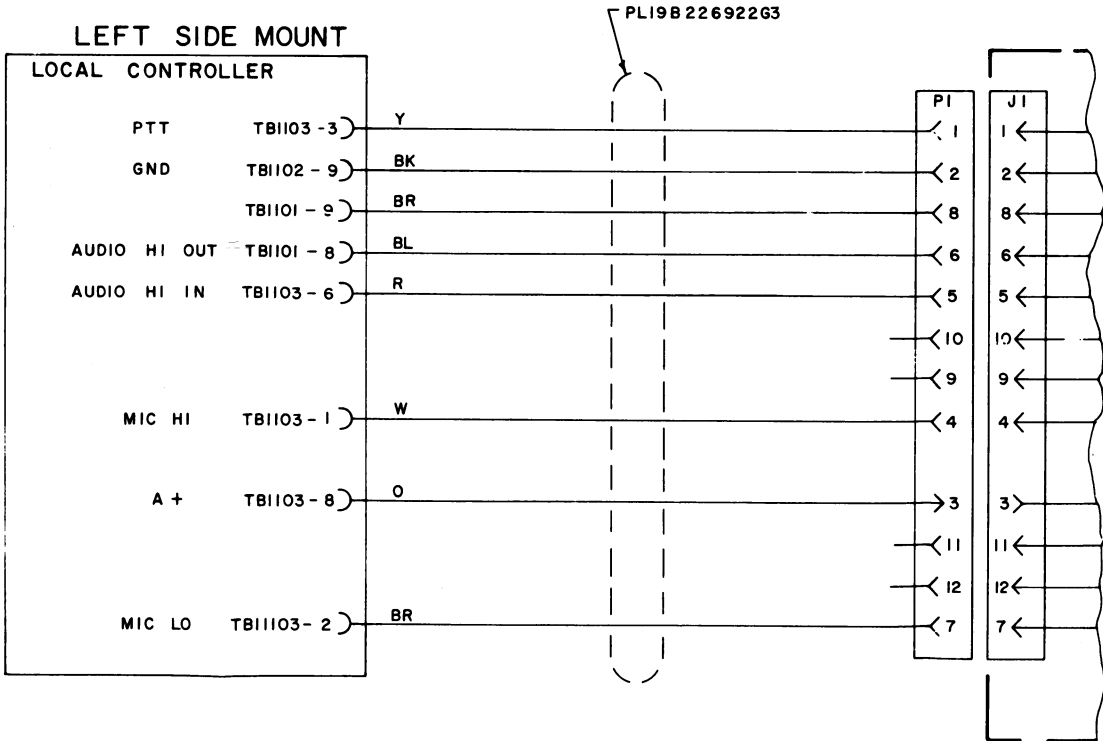 PL19B226922G3
LEFT SIDE MOUNT
LOCAL CONTROLLER
P1 J1
PTT TB1103-3 Y 1 1
GND TB1102-9 BK 2 2
TB1101-9 BR 8 8
AUDIO HI OUT TB1101-8 BL 6 6
AUDIO HI IN TB1103-6 R 5 5
10 10
9 9
MIC HI TB1103-1 W 4 4
A+ TB1103-8 O 3 3
11 11
12 12
MIC LO TB11103-2 BR 7 7